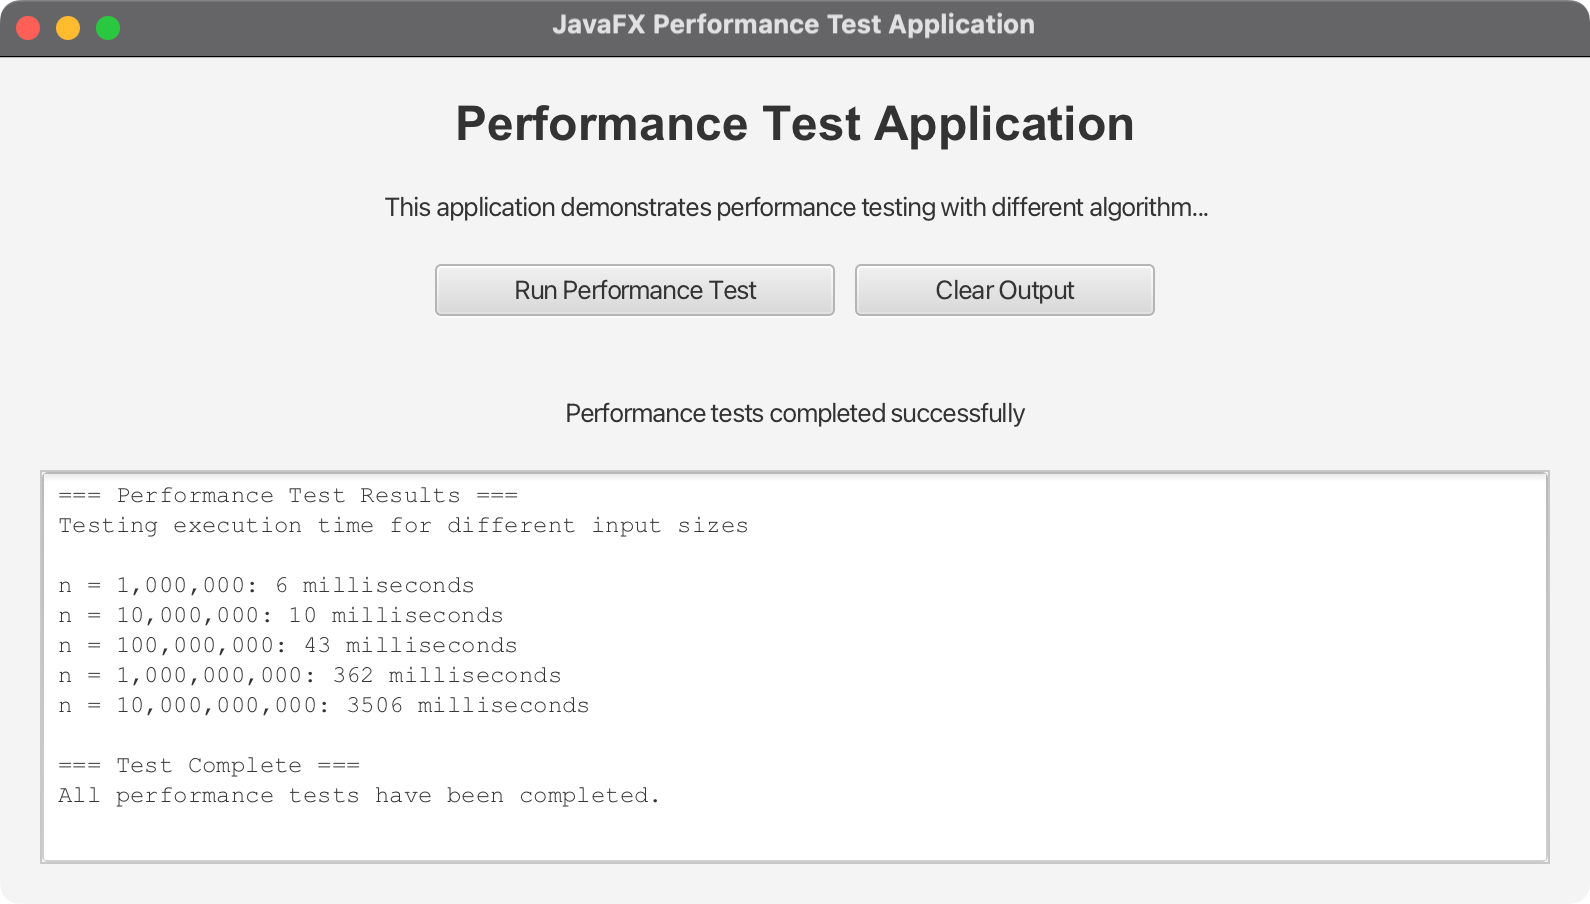 JavaFX Performance Test Application
Performance Test Application
This application demonstrates performance testing with different algorithm...
Run Performance Test
Clear Output
Performance tests completed successfully
=== Performance Test Results ===
Testing execution time for different input sizes
n = 1,000,000: 6 milliseconds
n = 10,000,000: 10 milliseconds
n = 100,000,000: 43 milliseconds
n = 1,000,000,000: 362 milliseconds
n = 10,000,000,000: 3506 milliseconds
=== Test Complete ===
All performance tests have been completed.